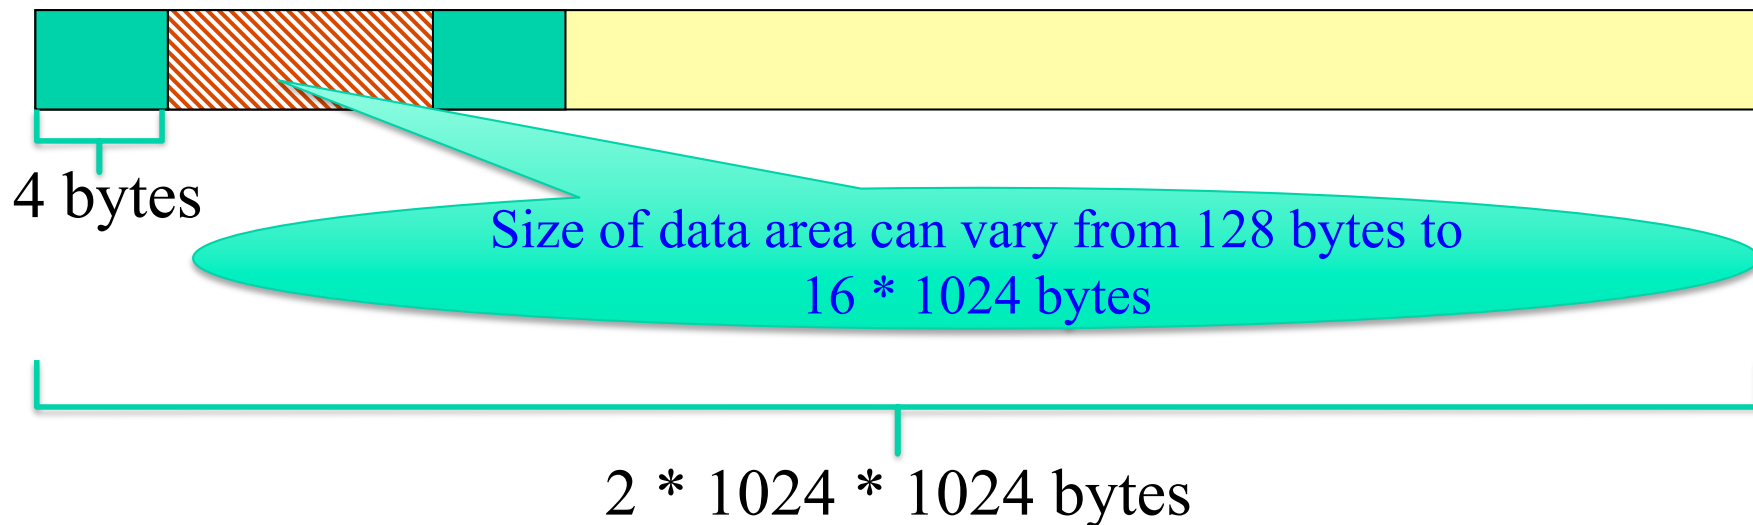 4 bytes
Size of data area can vary from 128 bytes to
16 * 1024 bytes
2 * 1024 * 1024 bytes